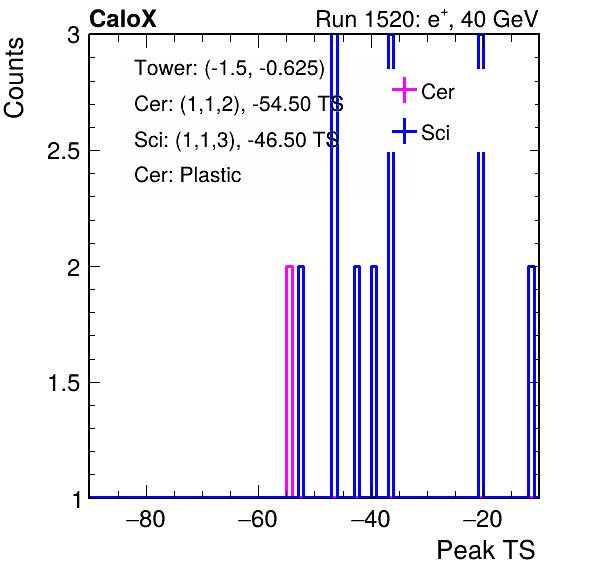 CaloX Run 1520: e⁺, 40 GeV
Counts
3
2.5
2
1.5
1
Tower: (-1.5, -0.625)
Cer: (1,1,2), -54.50 TS
Sci: (1,1,3), -46.50 TS
Cer: Plastic
Cer
Sci
−80 −60 −40 −20
Peak TS